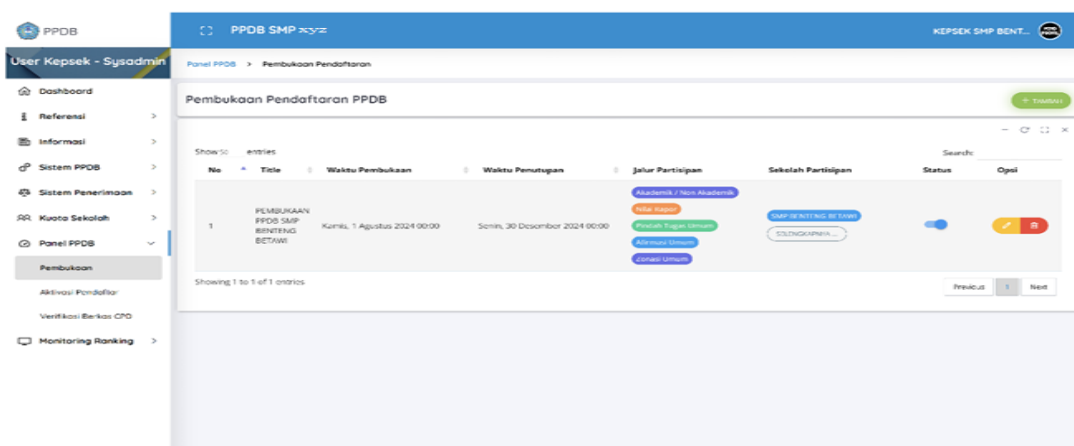 PPDB
PPDB SMP xyz
KEPSEK SMP BENT...
User Kepsek - Sysadmin
Panel PPDB > Pembukaan Pendaftaran
Dashboard
Referensi
Informasi
Sistem PPDB
Sistem Penerimaan
Kuota Sekolah
Panel PPDB
Pembukaan
Aktivasi Pendaftar
Verifikasi Berkas CPD
Monitoring Ranking
Pembukaan Pendaftaran PPDB
+ TAMBAH
Show 50 entries
Search:
No Title Waktu Pembukaan Waktu Penutupan Jalur Partisipan Sekolah Partisipan Status Opsi
1
PEMBUKAAN
PPDB SMP
BENTENG
BETAWI
Kamis, 1 Agustus 2024 00:00
Senin, 30 Desember 2024 00:00
Akademik / Non Akademik
Nilai Rapor
Pindah Tugas Umum
Afirmasi Umum
Zonasi Umum
SMP BENTENG BETAWI
SELENGKAPNYA ...
Showing 1 to 1 of 1 entries
Previous 1 Next